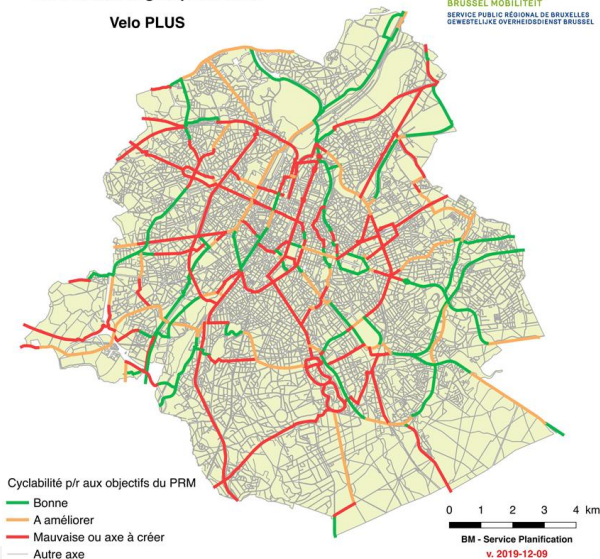 Velo PLUS
BRUSSEL MOBILITEIT
SERVICE PUBLIC RÉGIONAL DE BRUXELLES
GEWESTELIJKE OVERHEIDSDIENST BRUSSEL
Cyclabilité p/r aux objectifs du PRM
Bonne
A améliorer
Mauvaise ou axe à créer
Autre axe
0 1 2 3 4 km
BM - Service Planification
v. 2019-12-09